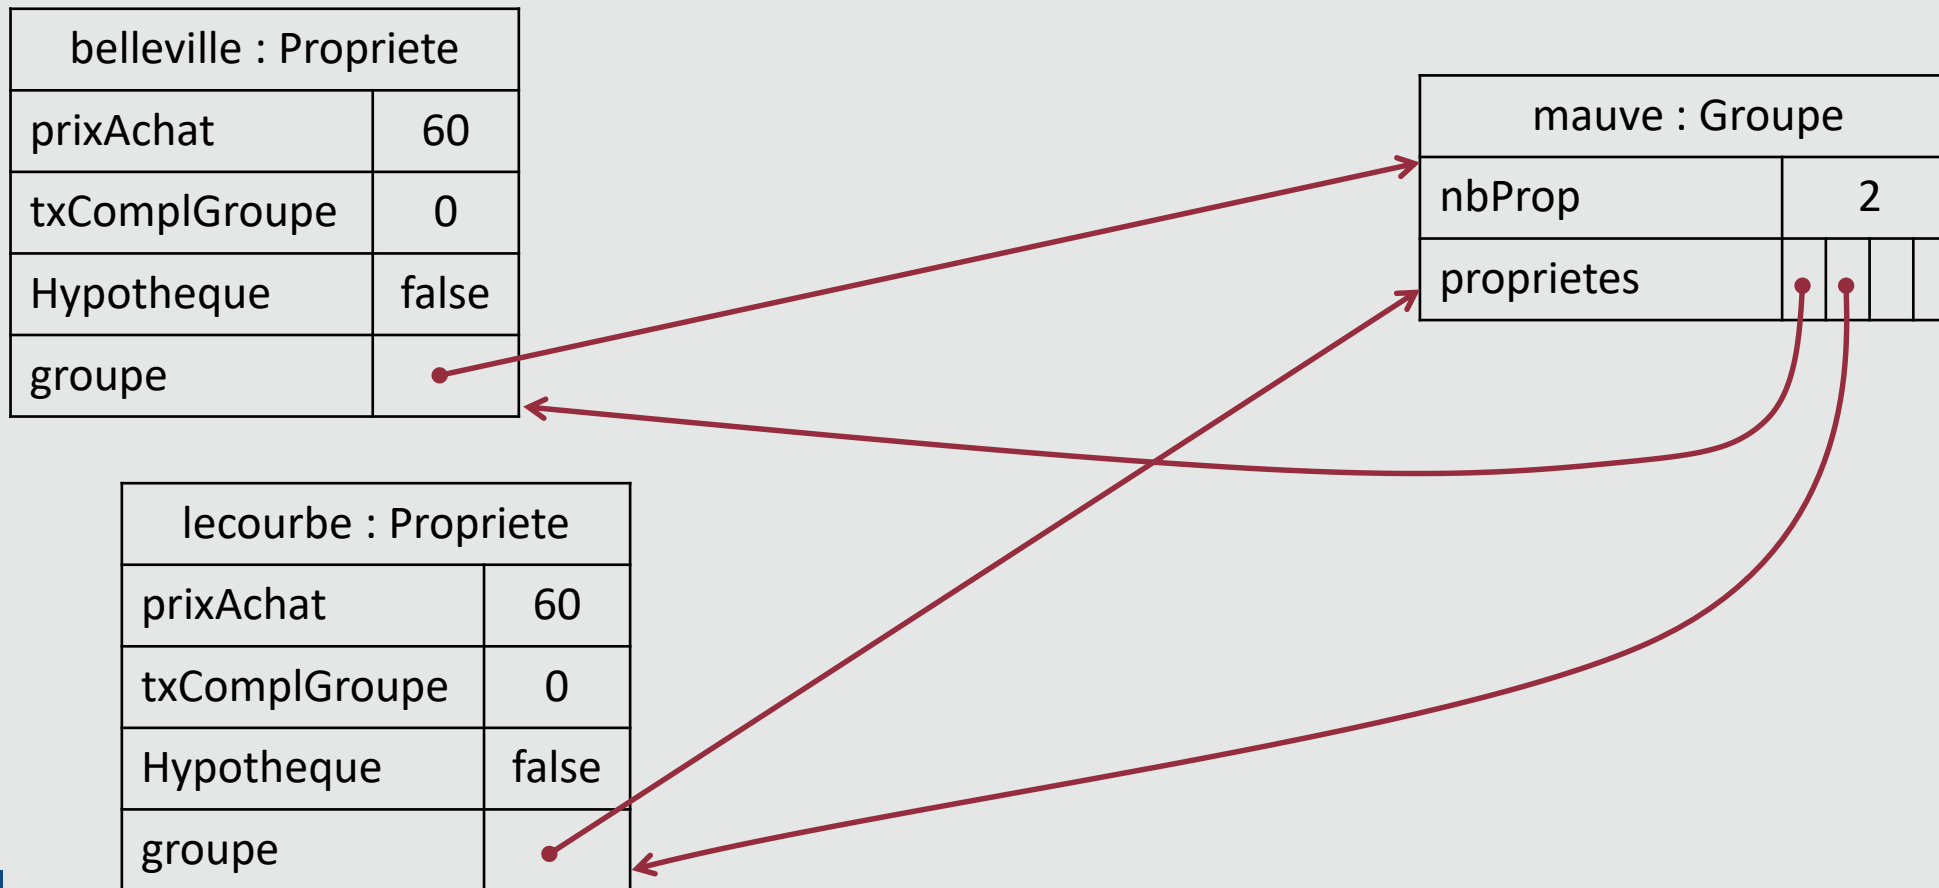 belleville : Propriete
prixAchat 60
txComplGroupe 0
Hypotheque false
groupe
mauve : Groupe
nbProp 2
proprietes
lecourbe : Propriete
prixAchat 60
txComplGroupe 0
Hypotheque false
groupe